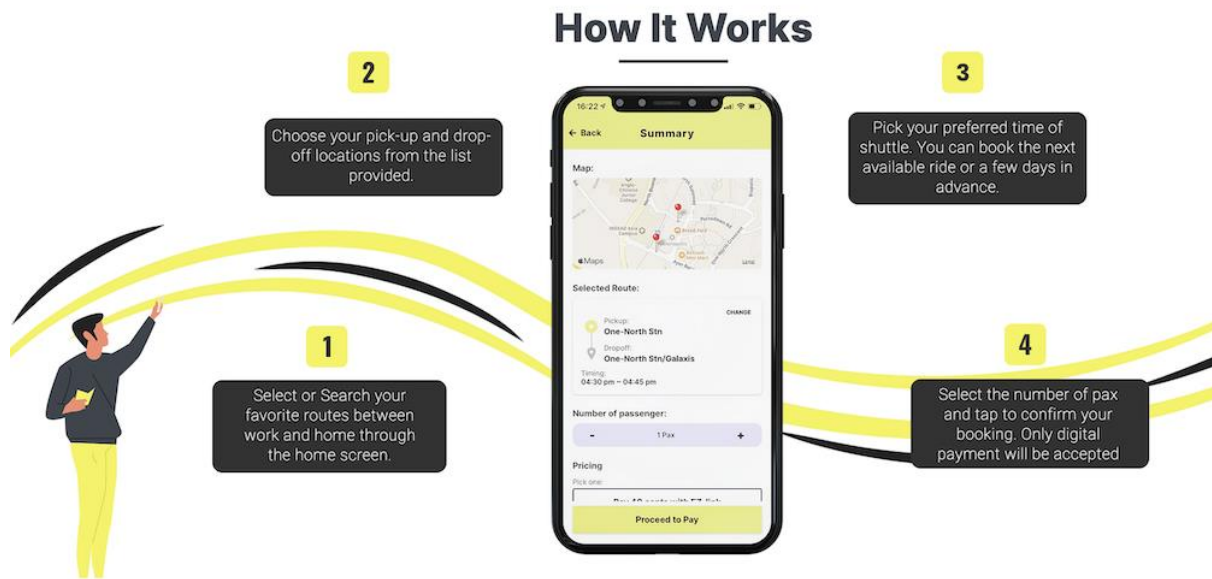 How It Works
1
Select or Search your
favorite routes between
work and home through
the home screen.
2
Choose your pick-up and drop-
off locations from the list
provided.
16:22
← Back
Summary
Map:
Maps
Selected Route:
CHANGE
Pickup:
One-North Stn
Dropoff:
One-North Stn/Galaxis
Timing:
04:30 pm – 04:45 pm
Number of passenger:
- 1 Pax +
Pricing
Pick one:
Proceed to Pay
3
Pick your preferred time of
shuttle. You can book the next
available ride or a few days in
advance.
4
Select the number of pax
and tap to confirm your
booking. Only digital
payment will be accepted